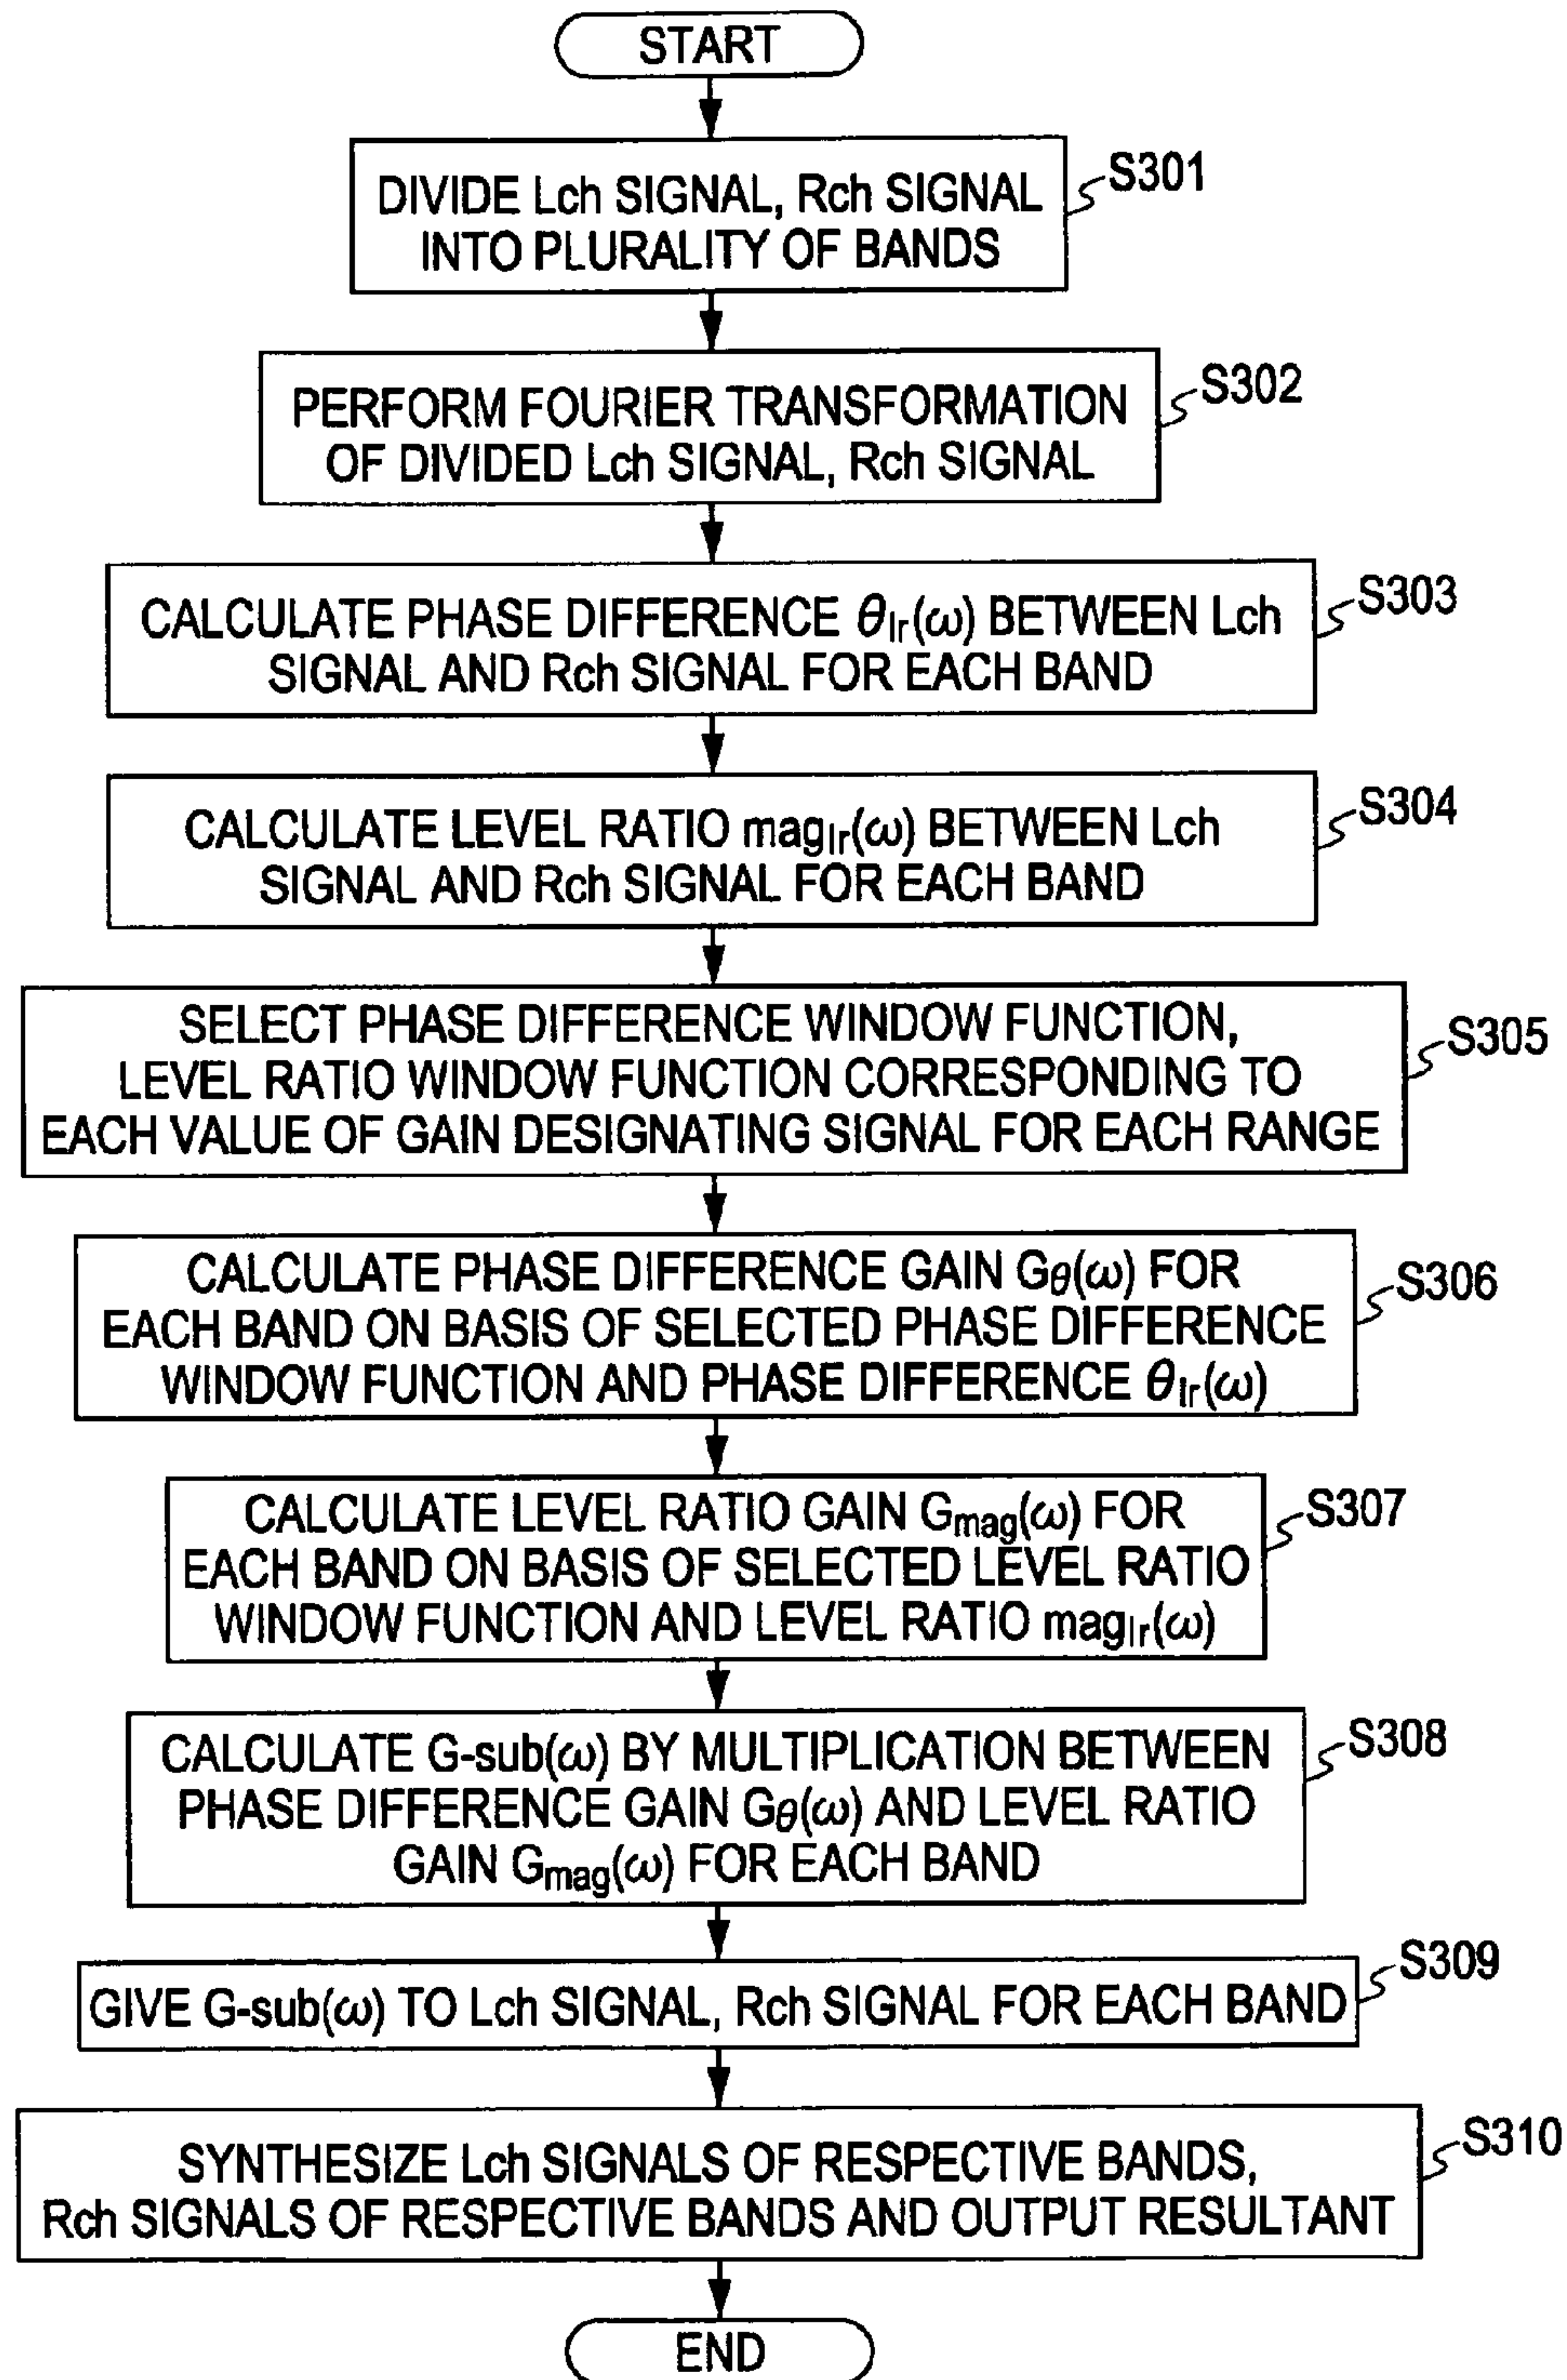 START
DIVIDE Lch SIGNAL, Rch SIGNAL
INTO PLURALITY OF BANDS
S301
PERFORM FOURIER TRANSFORMATION
OF DIVIDED Lch SIGNAL, Rch SIGNAL
S302
CALCULATE PHASE DIFFERENCE θlr(ω) BETWEEN Lch
SIGNAL AND Rch SIGNAL FOR EACH BAND
S303
CALCULATE LEVEL RATIO maglr(ω) BETWEEN Lch
SIGNAL AND Rch SIGNAL FOR EACH BAND
S304
SELECT PHASE DIFFERENCE WINDOW FUNCTION,
LEVEL RATIO WINDOW FUNCTION CORRESPONDING TO
EACH VALUE OF GAIN DESIGNATING SIGNAL FOR EACH RANGE
S305
CALCULATE PHASE DIFFERENCE GAIN Gθ(ω) FOR
EACH BAND ON BASIS OF SELECTED PHASE DIFFERENCE
WINDOW FUNCTION AND PHASE DIFFERENCE θlr(ω)
S306
CALCULATE LEVEL RATIO GAIN Gmag(ω) FOR
EACH BAND ON BASIS OF SELECTED LEVEL RATIO
WINDOW FUNCTION AND LEVEL RATIO maglr(ω)
S307
CALCULATE G-sub(ω) BY MULTIPLICATION BETWEEN
PHASE DIFFERENCE GAIN Gθ(ω) AND LEVEL RATIO
GAIN Gmag(ω) FOR EACH BAND
S308
GIVE G-sub(ω) TO Lch SIGNAL, Rch SIGNAL FOR EACH BAND
S309
SYNTHESIZE Lch SIGNALS OF RESPECTIVE BANDS,
Rch SIGNALS OF RESPECTIVE BANDS AND OUTPUT RESULTANT
S310
END